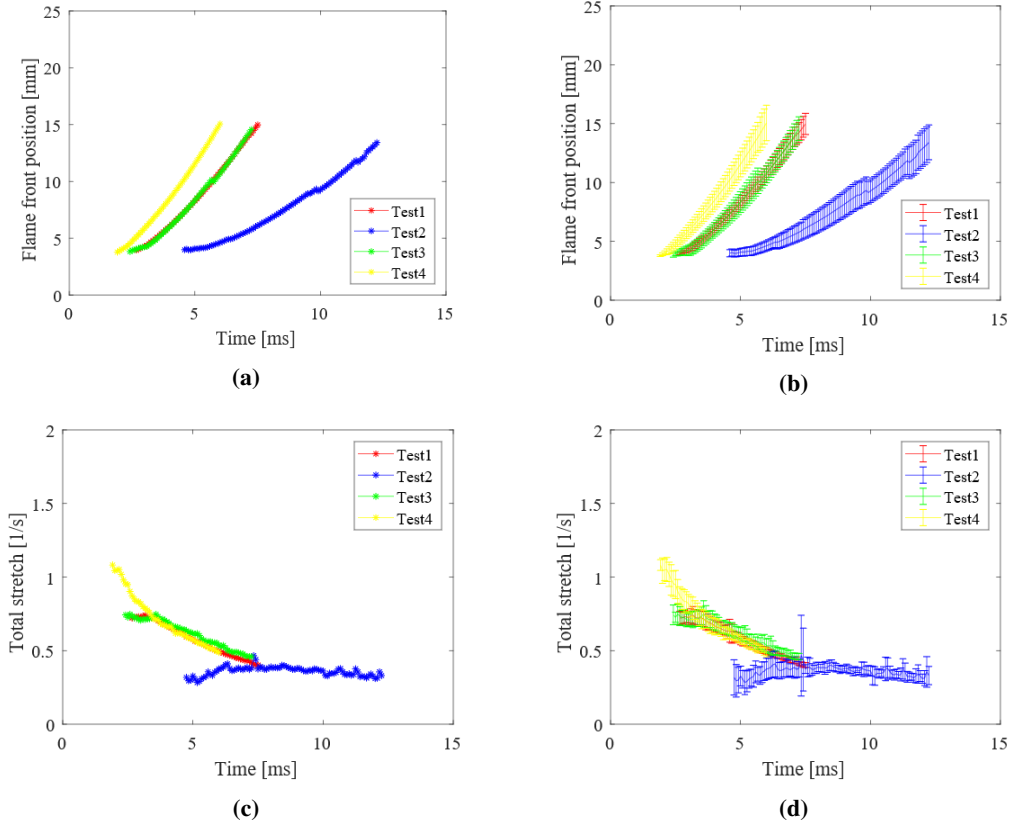 25
20
15
10
5
0
Flame front position [mm]
Test1
Test2
Test3
Test4
0 5 10 15
Time [ms]
(a)
25
20
15
10
5
0
Flame front position [mm]
Test1
Test2
Test3
Test4
0 5 10 15
Time [ms]
(b)
2
1.5
1
0.5
0
Total stretch [1/s]
Test1
Test2
Test3
Test4
0 5 10 15
Time [ms]
(c)
2
1.5
1
0.5
0
Total stretch [1/s]
Test1
Test2
Test3
Test4
0 5 10 15
Time [ms]
(d)